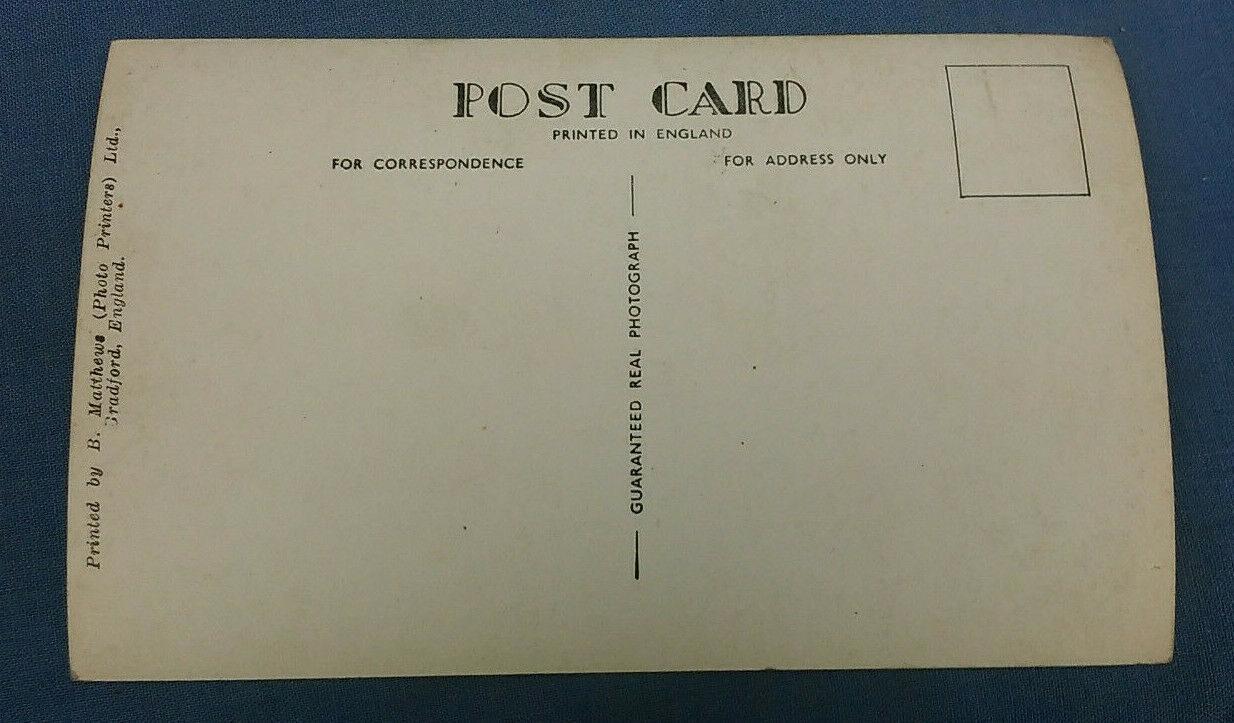 POST CARD
PRINTED IN ENGLAND
FOR CORRESPONDENCE
FOR ADDRESS ONLY
GUARANTEED REAL PHOTOGRAPH
Printed by B. Matthews (Photo Printers) Ltd.,
Bradford, England.